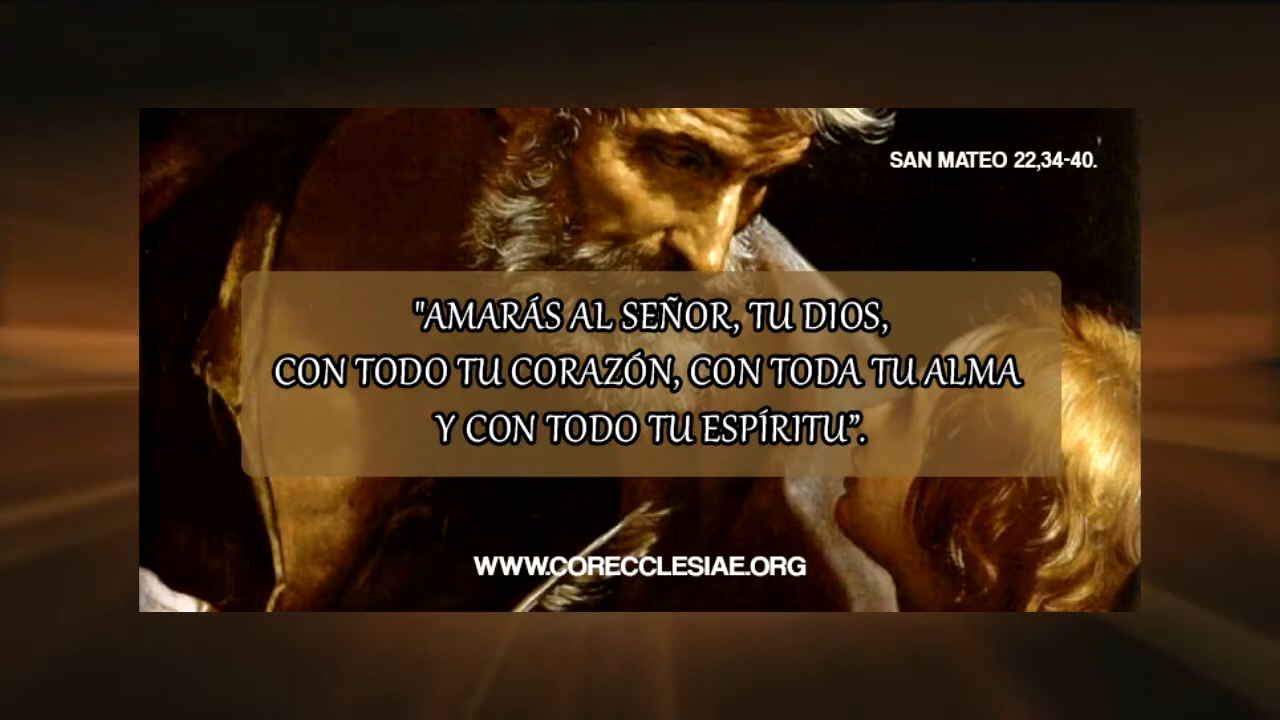 SAN MATEO 22,34-40.
"AMARÁS AL SEÑOR, TU DIOS,
CON TODO TU CORAZÓN, CON TODA TU ALMA
Y CON TODO TU ESPÍRITU”.
WWW.CORECCLESIAE.ORG